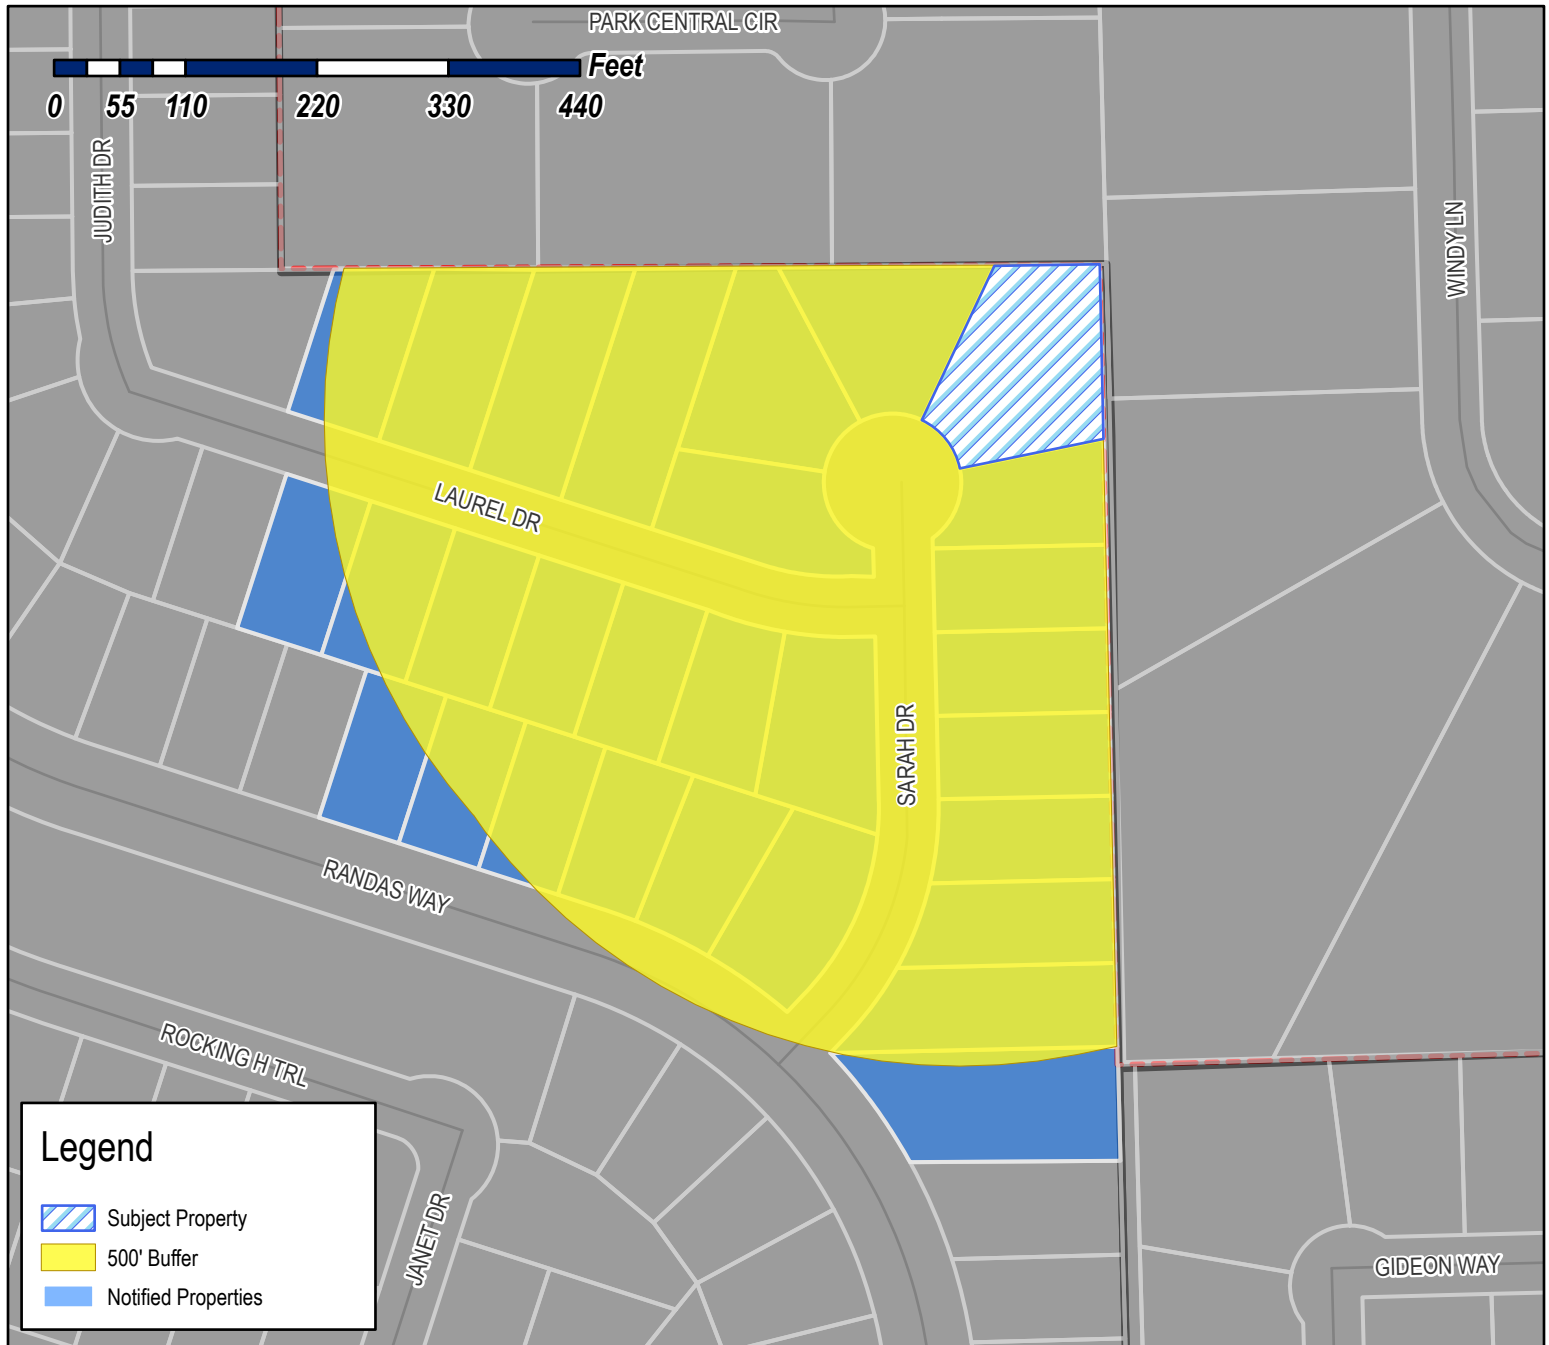 PARK CENTRAL CIR
Feet
0 55 110 220 330 440
JUDITH DR
WINDY LN
LAUREL DR
SARAH DR
RANDAS WAY
ROCKING H TRL
JANET DR
GIDEON WAY
Legend
Subject Property
500' Buffer
Notified Properties